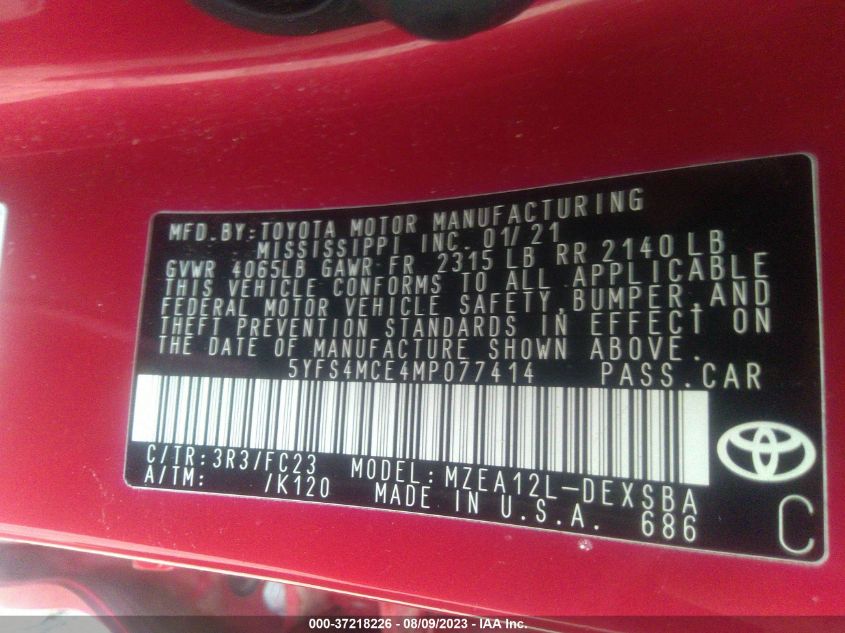 MFD.BY:TOYOTA MOTOR MANUFACTURING
MISSISSIPPI INC. 01/21
GVWR 4065LB GAWR FR 2315 LB RR 2140 LB
THIS VEHICLE CONFORMS TO ALL APPLICABLE
FEDERAL MOTOR VEHICLE SAFETY,BUMPER,AND
THEFT PREVENTION STANDARDS IN EFFECT ON
THE DATE OF MANUFACTURE SHOWN ABOVE.
5YFS4MCE4MP077414 PASS.CAR
C/TR:3R3/FC23 MODEL:MZEA12L-DEXSBA
A/TM: /K120 MADE IN U.S.A. 686
C
000-37218226 - 08/09/2023 - IAA Inc.